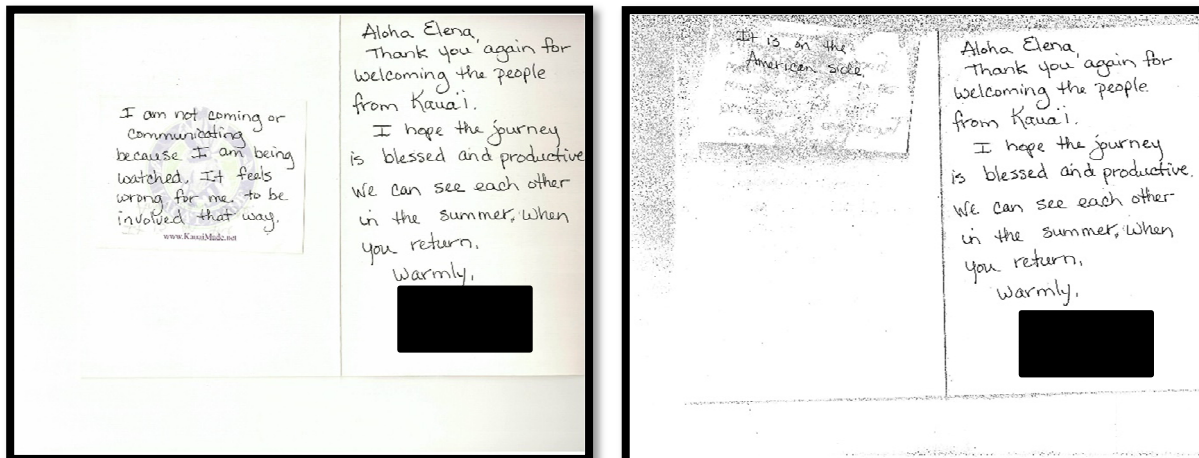 I am not coming or
communicating
because I am being
watched. It feels
wrong for me to be
involved that way.
www.KauaiMade.net
Aloha Elena,
Thank you again for
welcoming the people
from Kaua'i.
I hope the journey
is blessed and productive
We can see each other
in the summer, when
you return.
Warmly,
It is on the
American side.
Aloha Elena,
Thank you again for
welcoming the people
from Kaua'i.
I hope the journey
is blessed and productive.
We can see each other
in the summer, when
you return.
Warmly,